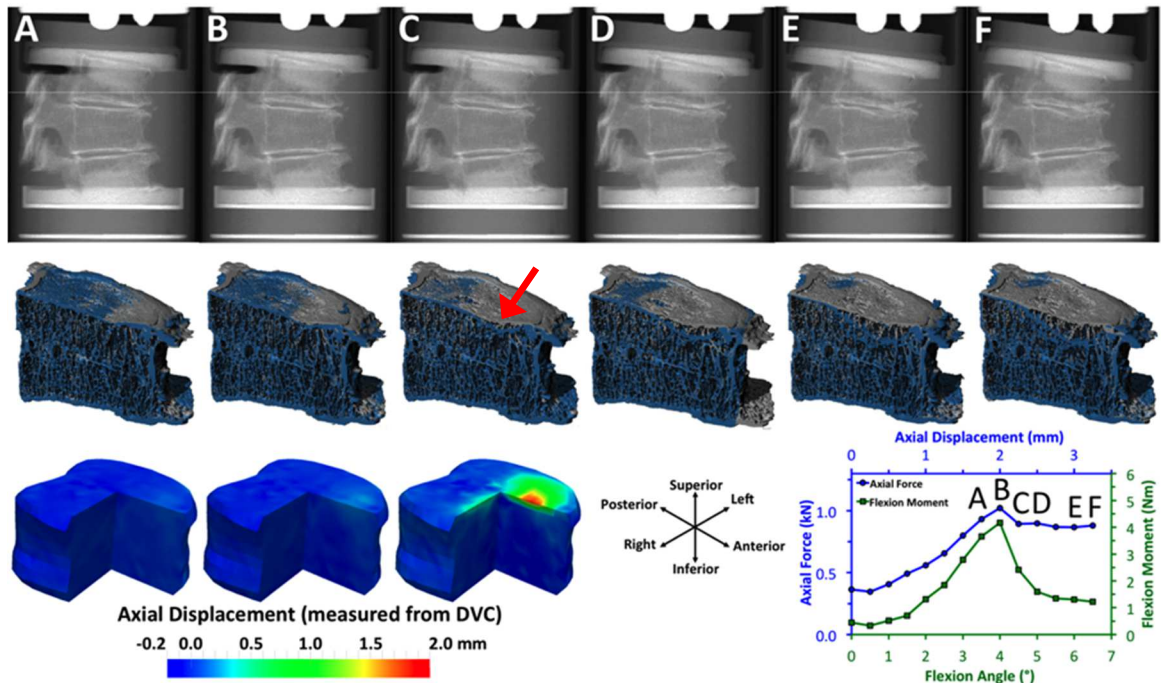 A B C D E F
Superior
Posterior
Left
Right
Anterior
Inferior
Axial Displacement (measured from DVC)
-0.2 0.0 0.5 1.0 1.5 2.0 mm
Axial Displacement (mm)
0 1 2 3
Axial Force
Flexion Moment
A B CD E F
Axial Force (kN)
1.0
0.5
0.0
Flexion Moment (Nm)
6
5
4
3
2
1
0
0 1 2 3 4 5 6 7
Flexion Angle (°)